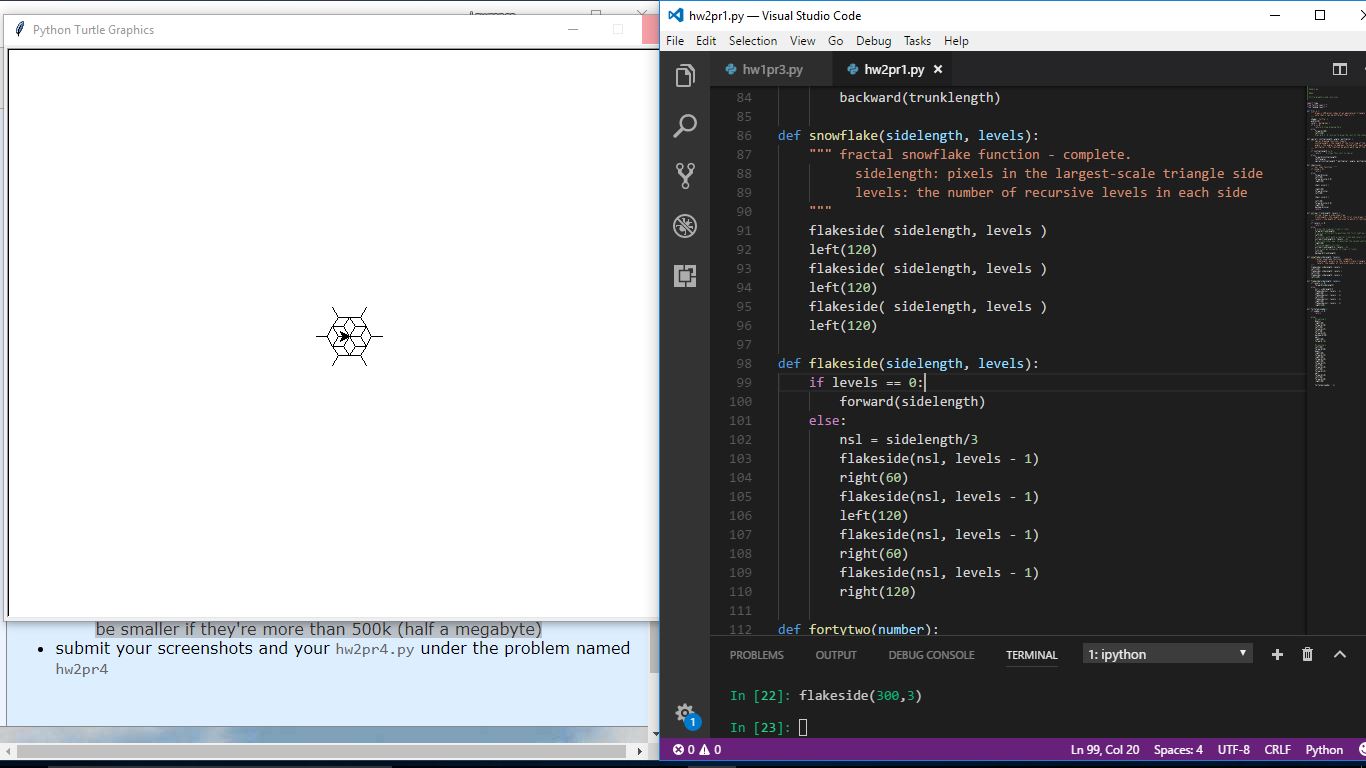 Python Turtle Graphics
be smaller if they're more than 500k (half a megabyte)
submit your screenshots and your hw2pr4.py under the problem named
hw2pr4
hw2pr1.py — Visual Studio Code
File Edit Selection View Go Debug Tasks Help
hw1pr3.py hw2pr1.py
84 backward(trunklength)
85
86 def snowflake(sidelength, levels):
87 """ fractal snowflake function - complete.
88 sidelength: pixels in the largest-scale triangle side
89 levels: the number of recursive levels in each side
90 """
91 flakeside( sidelength, levels )
92 left(120)
93 flakeside( sidelength, levels )
94 left(120)
95 flakeside( sidelength, levels )
96 left(120)
97
98 def flakeside(sidelength, levels):
99 if levels == 0:
100 forward(sidelength)
101 else:
102 nsl = sidelength/3
103 flakeside(nsl, levels - 1)
104 right(60)
105 flakeside(nsl, levels - 1)
106 left(120)
107 flakeside(nsl, levels - 1)
108 right(60)
109 flakeside(nsl, levels - 1)
110 right(120)
111
112 def fortytwo(number):
PROBLEMS OUTPUT DEBUG CONSOLE TERMINAL 1: ipython
In [22]: flakeside(300,3)
In [23]:
1
0 0 Ln 99, Col 20 Spaces: 4 UTF-8 CRLF Python